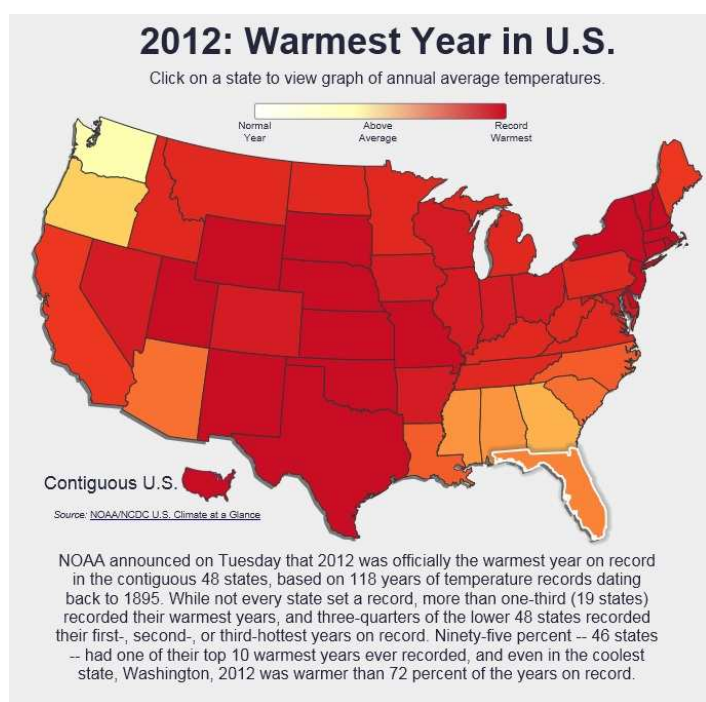 2012: Warmest Year in U.S.
Click on a state to view graph of annual average temperatures.
Normal Year
Above Average
Record Warmest
Contiguous U.S.
Source: NOAA/NCDC U.S. Climate at a Glance
NOAA announced on Tuesday that 2012 was officially the warmest year on record
in the contiguous 48 states, based on 118 years of temperature records dating
back to 1895. While not every state set a record, more than one-third (19 states)
recorded their warmest years, and three-quarters of the lower 48 states recorded
their first-, second-, or third-hottest years on record. Ninety-five percent -- 46 states
-- had one of their top 10 warmest years ever recorded, and even in the coolest
state, Washington, 2012 was warmer than 72 percent of the years on record.